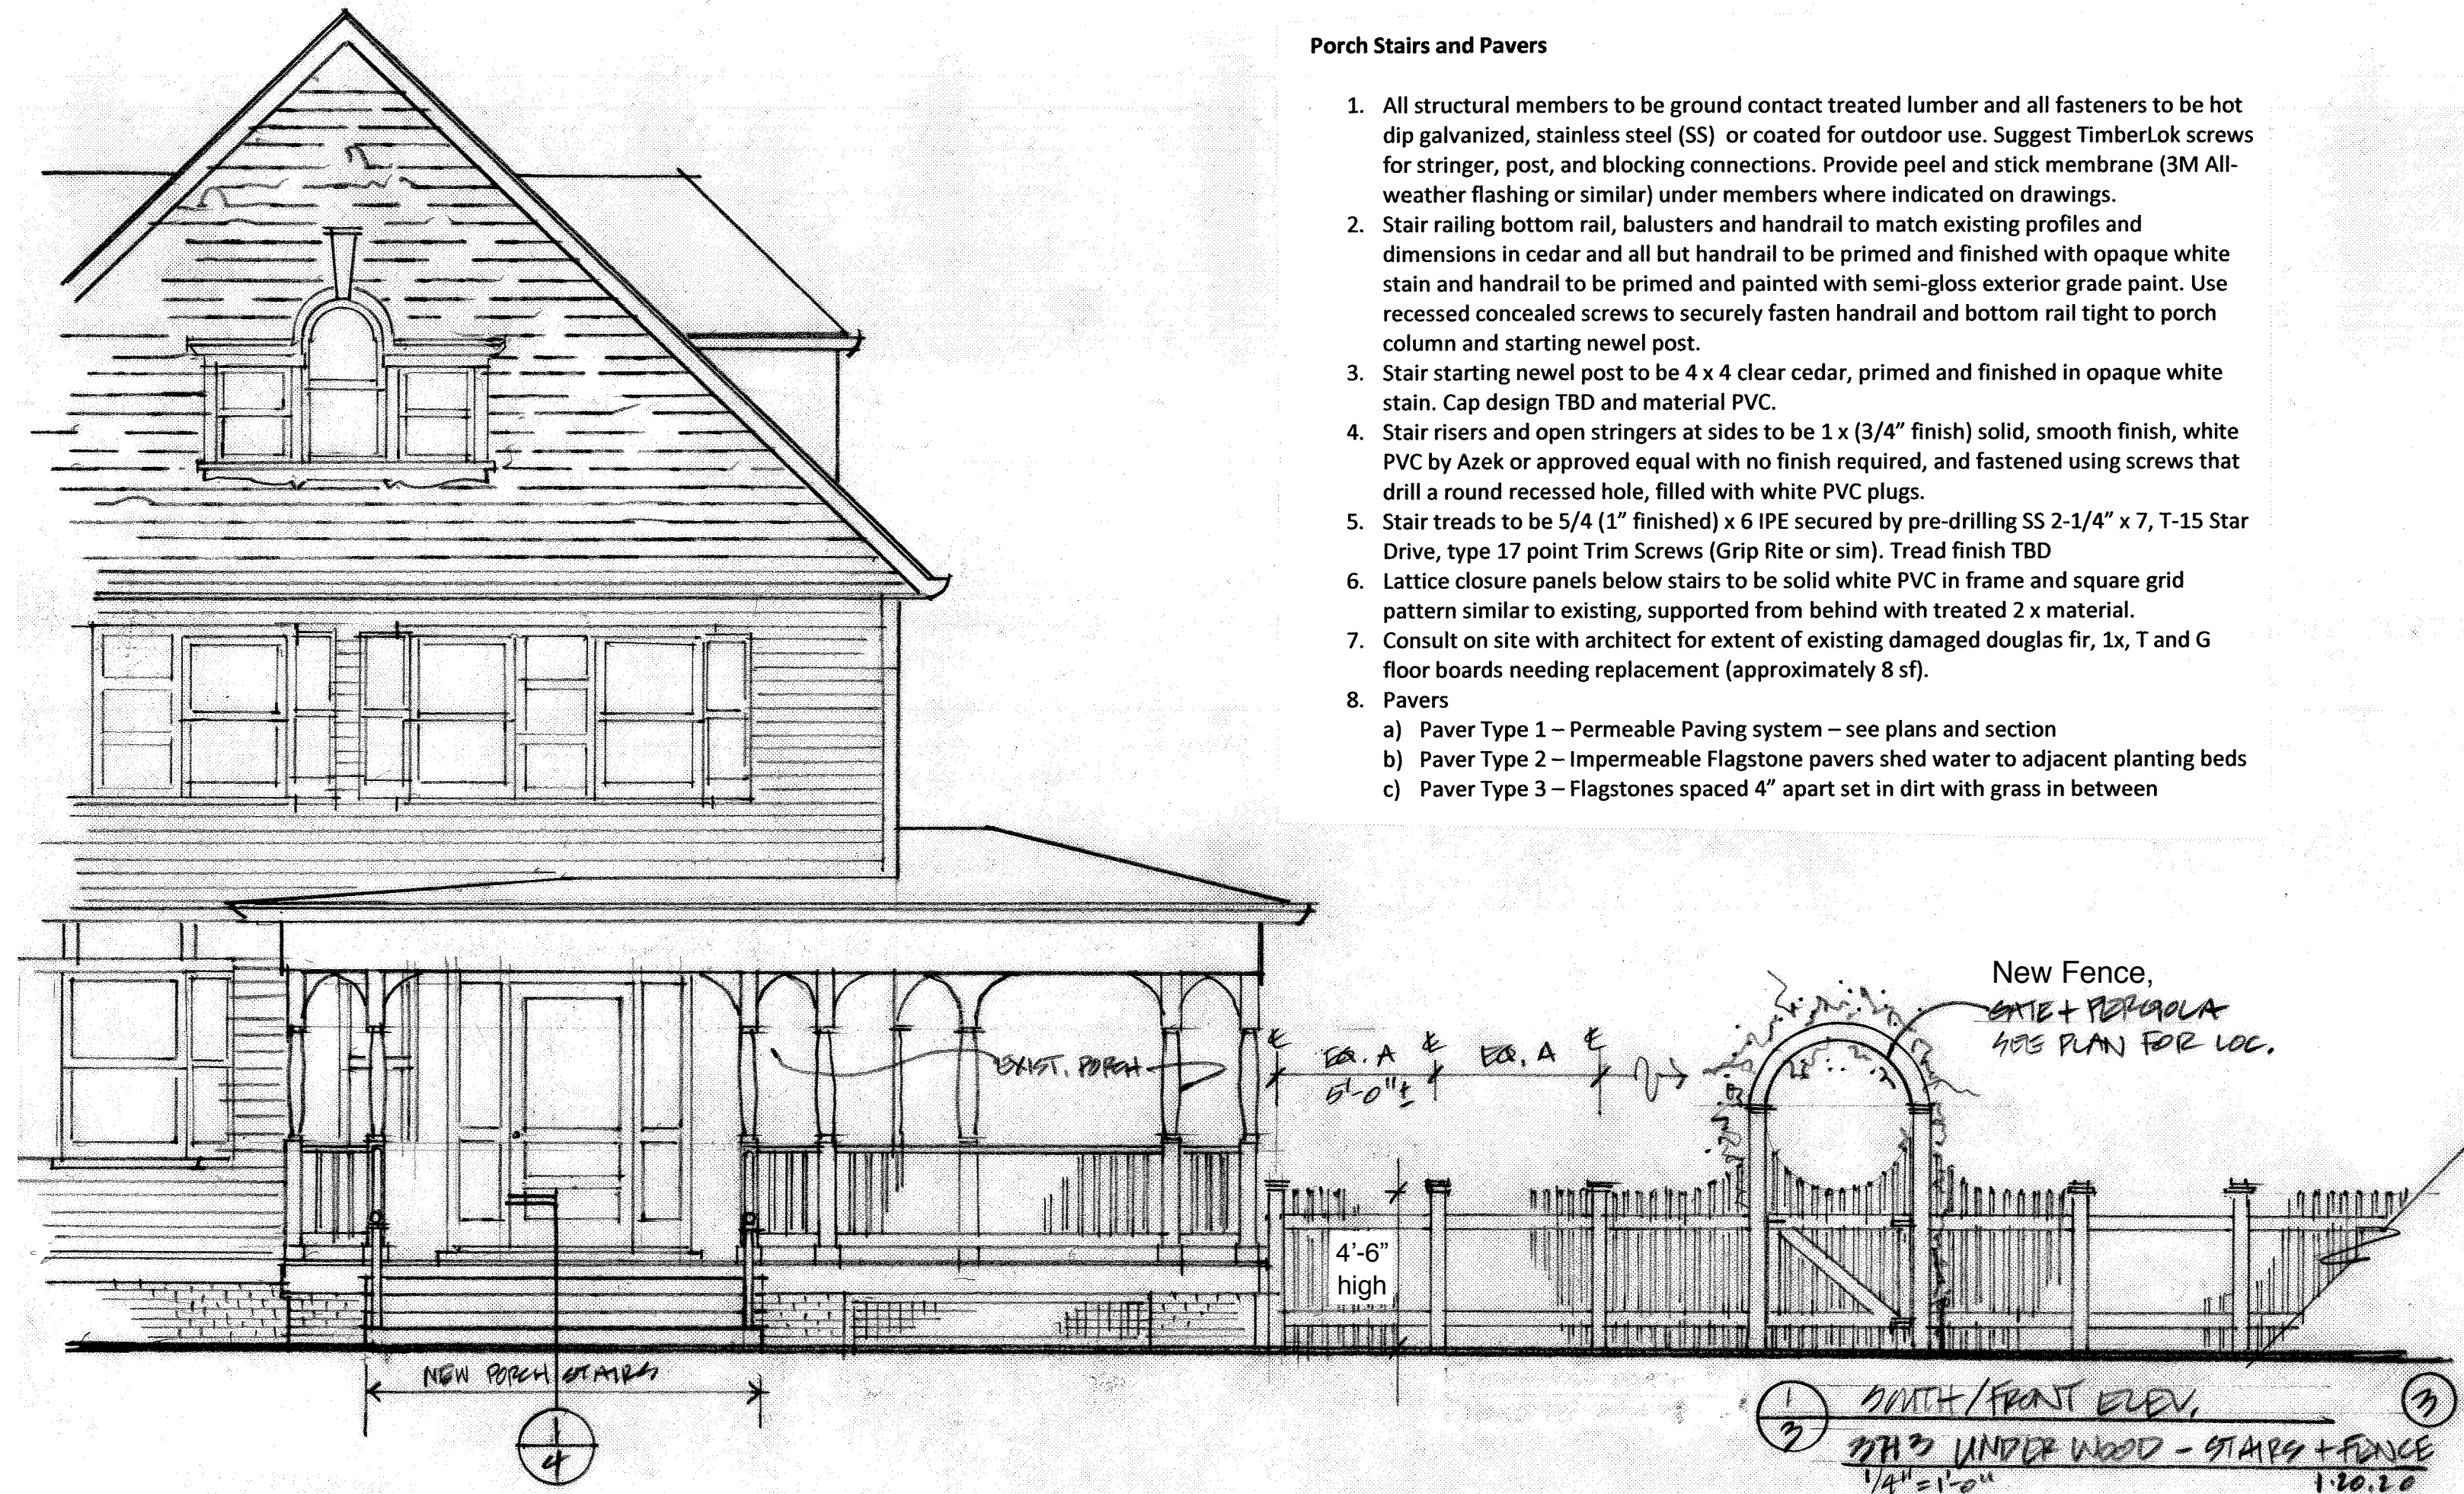 Porch Stairs and Pavers
1. All structural members to be ground contact treated lumber and all fasteners to be hot
dip galvanized, stainless steel (SS) or coated for outdoor use. Suggest TimberLok screws
for stringer, post, and blocking connections. Provide peel and stick membrane (3M All-
weather flashing or similar) under members where indicated on drawings.
2. Stair railing bottom rail, balusters and handrail to match existing profiles and
dimensions in cedar and all but handrail to be primed and finished with opaque white
stain and handrail to be primed and painted with semi-gloss exterior grade paint. Use
recessed concealed screws to securely fasten handrail and bottom rail tight to porch
column and starting newel post.
3. Stair starting newel post to be 4 x 4 clear cedar, primed and finished in opaque white
stain. Cap design TBD and material PVC.
4. Stair risers and open stringers at sides to be 1 x (3/4” finish) solid, smooth finish, white
PVC by Azek or approved equal with no finish required, and fastened using screws that
drill a round recessed hole, filled with white PVC plugs.
5. Stair treads to be 5/4 (1” finished) x 6 IPE secured by pre-drilling SS 2-1/4” x 7, T-15 Star
Drive, type 17 point Trim Screws (Grip Rite or sim). Tread finish TBD
6. Lattice closure panels below stairs to be solid white PVC in frame and square grid
pattern similar to existing, supported from behind with treated 2 x material.
7. Consult on site with architect for extent of existing damaged douglas fir, 1x, T and G
floor boards needing replacement (approximately 8 sf).
8. Pavers
a) Paver Type 1 – Permeable Paving system – see plans and section
b) Paver Type 2 – Impermeable Flagstone pavers shed water to adjacent planting beds
c) Paver Type 3 – Flagstones spaced 4” apart set in dirt with grass in between
New Fence,
GATE + PERGOLA
SEE PLAN FOR LOC.
℄ EQ. A ℄ EQ. A ℄
5'-0"±
EXIST. PORCH
4’-6”
high
NEW PORCH STAIRS
1
4
1
3
SOUTH/FRONT ELEV.
3
UNDERWOOD - STAIRS + FENCE
1/4"=1'-0"
1.20.20